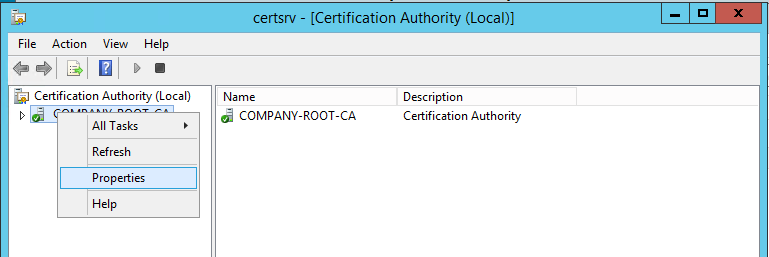 certsrv - [Certification Authority (Local)]
File Action View Help
Certification Authority (Local)
COMPANY-ROOT-CA
All Tasks
Refresh
Properties
Help
Name Description
COMPANY-ROOT-CA Certification Authority